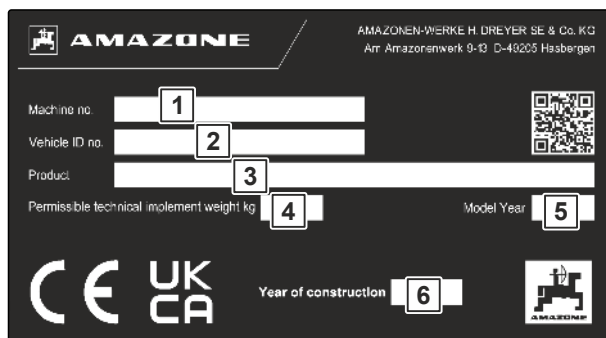 AMAZONE
AMAZONEN-WERKE H. DREYER SE & Co. KG
Am Amazonenwerk 9-13 D-49205 Hasbergen
Machine no. 1
Vehicle ID no. 2
Product 3
Permissible technical implement weight kg 4
Model Year 5
CE UK
CA
Year of construction 6
AMAZONE